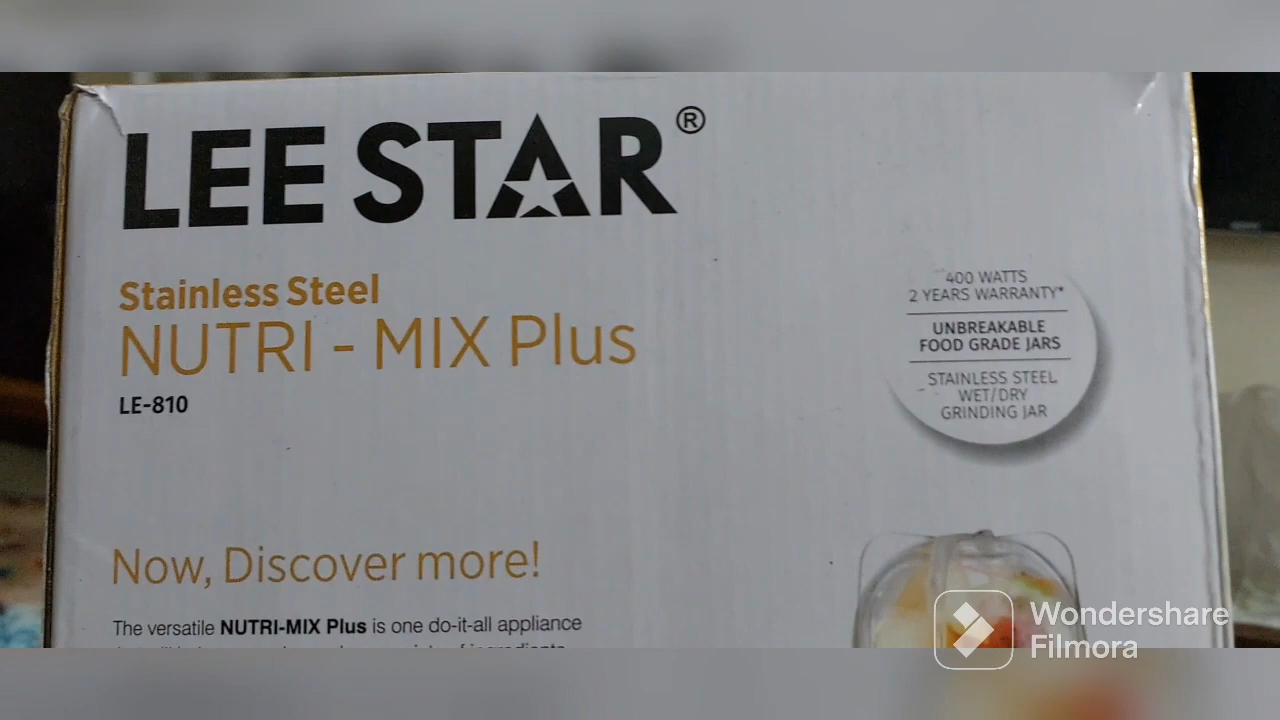 LEE STAR®
Stainless Steel
NUTRI - MIX Plus
LE-810
400 WATTS
2 YEARS WARRANTY*
UNBREAKABLE
FOOD GRADE JARS
STAINLESS STEEL
WET/DRY
GRINDING JAR
Now, Discover more!
The versatile NUTRI-MIX Plus is one do-it-all appliance
Wondershare
Filmora